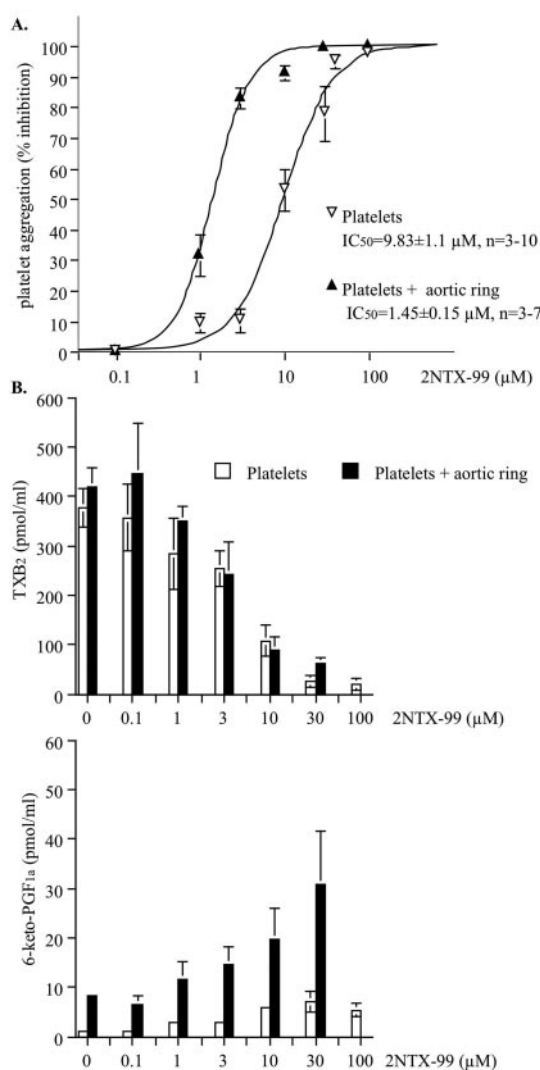 A.
platelet aggregation (% inhibition)
100
90
80
70
60
50
40
30
20
10
0
Platelets
IC50=9.83±1.1 µM, n=3-10
Platelets + aortic ring
IC50=1.45±0.15 µM, n=3-7
0.1 1 10 100 2NTX-99 (µM)
B.
TXB2 (pmol/ml)
600
500
400
300
200
100
0
Platelets Platelets + aortic ring
0 0.1 1 3 10 30 100 2NTX-99 (µM)
6-keto-PGF1a (pmol/ml)
60
50
40
30
20
10
0
0 0.1 1 3 10 30 100 2NTX-99 (µM)